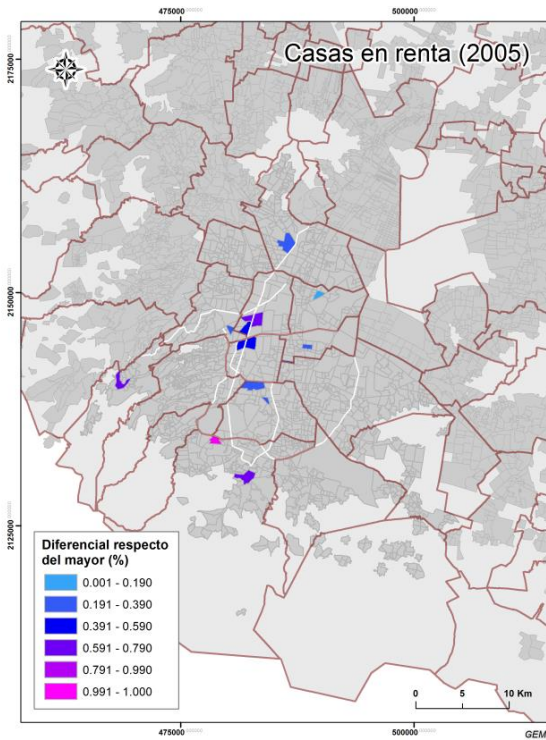 475000
500000
2175000
Casas en renta (2005)
2150000
2125000
Diferencial respecto
del mayor (%)
0.001 - 0.190
0.191 - 0.390
0.391 - 0.590
0.591 - 0.790
0.791 - 0.990
0.991 - 1.000
0 5 10 Km
475000
500000
GEM